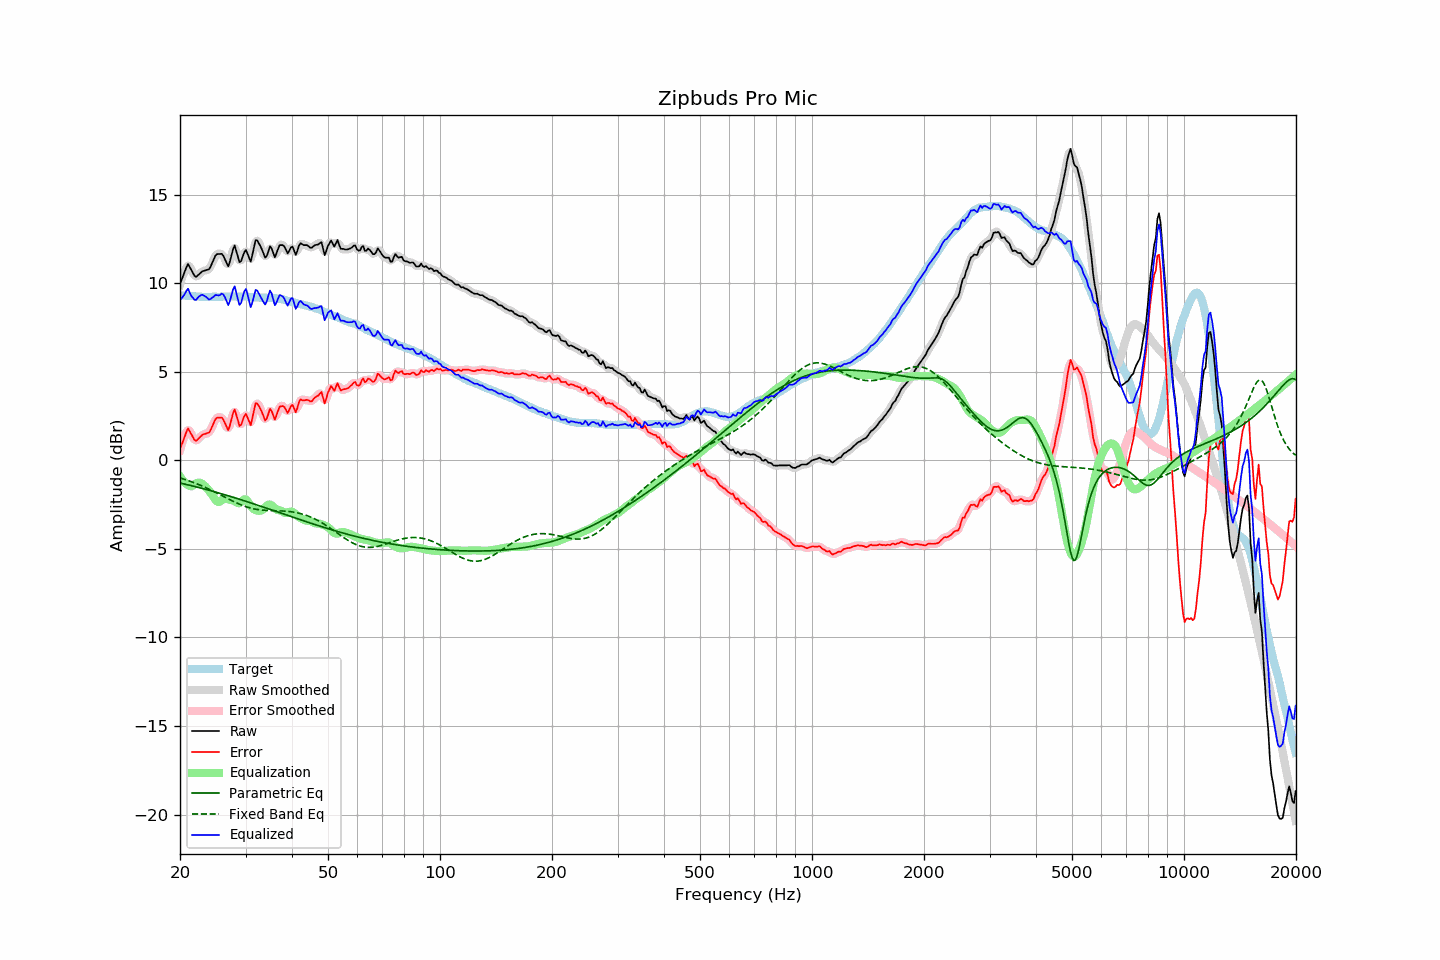 Zipbuds Pro Mic
Amplitude (dBr)
15
10
5
0
−5
−10
−15
−20
Target
Raw Smoothed
Error Smoothed
Raw
Error
Equalization
Parametric Eq
Fixed Band Eq
Equalized
20 50 100 200 500 1000 2000 5000 10000 20000
Frequency (Hz)